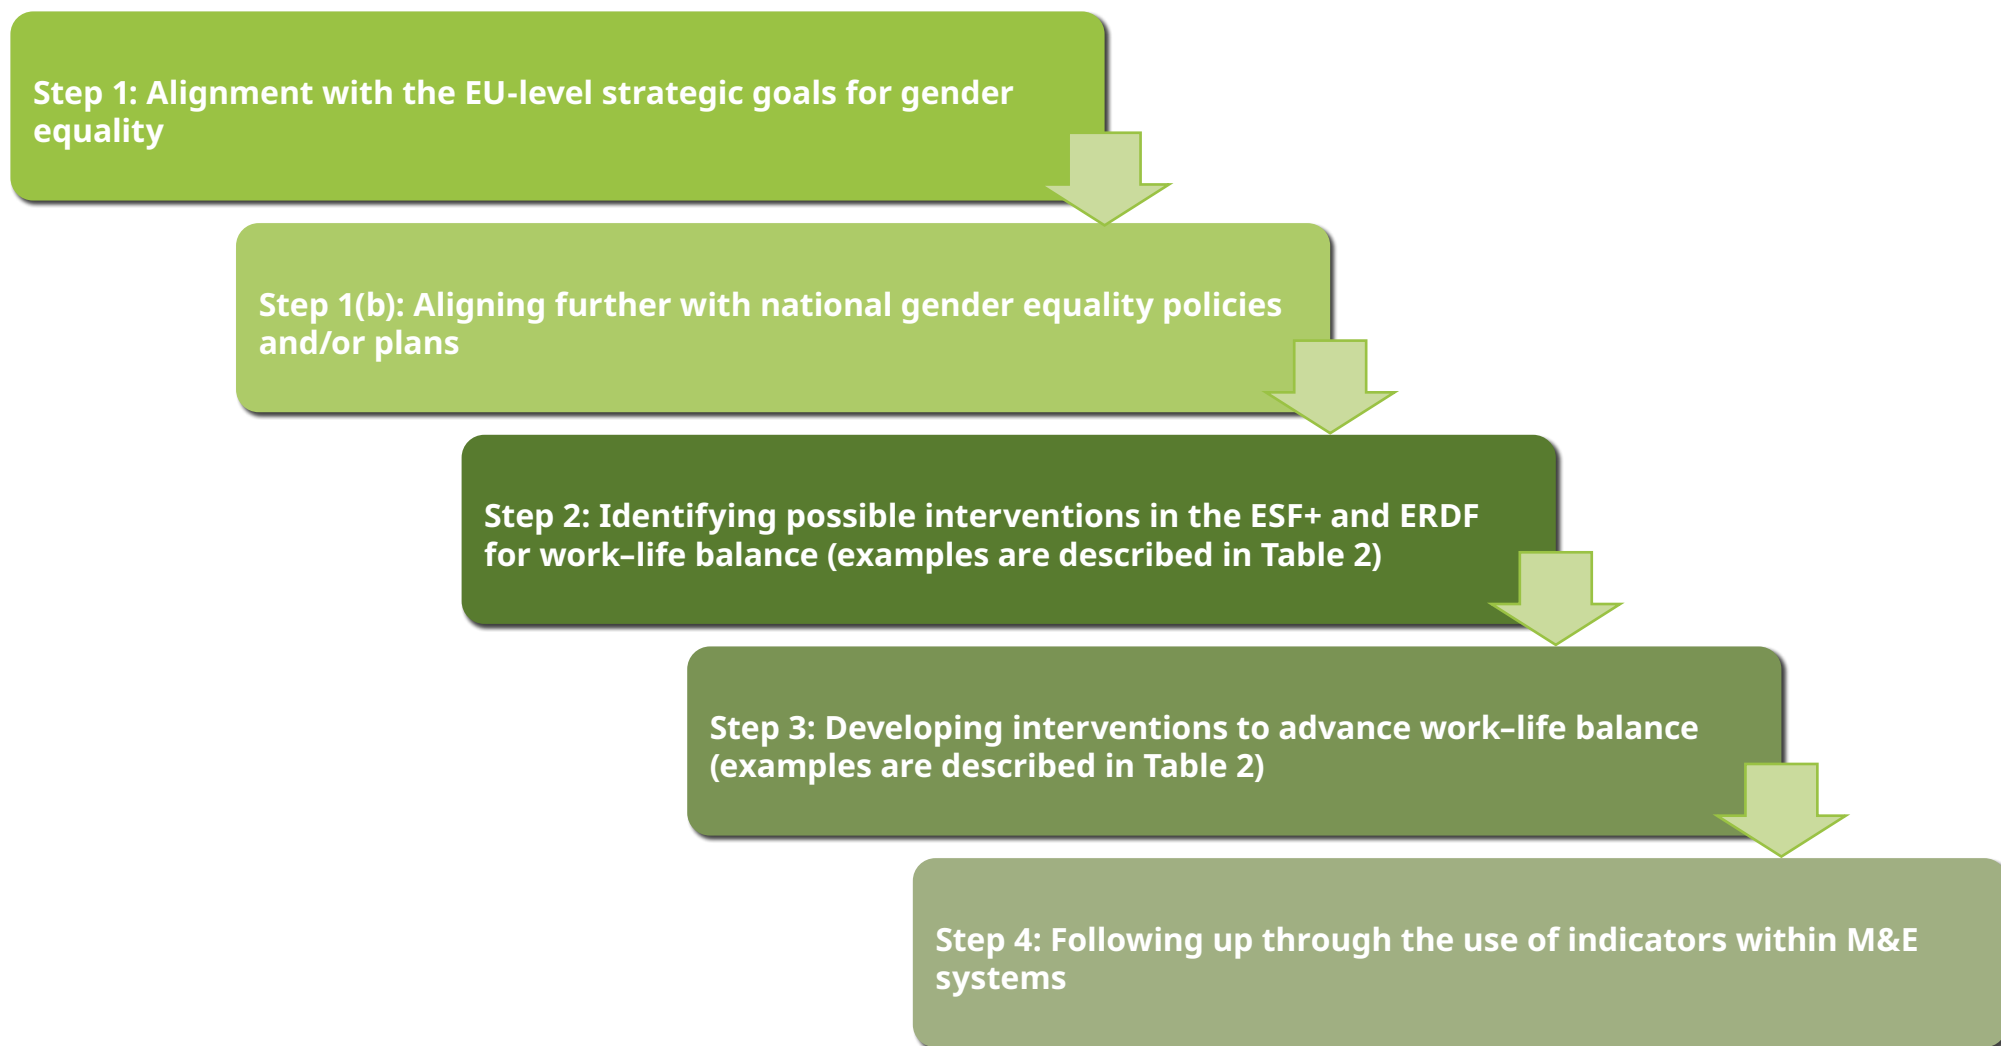 Step 1: Alignment with the EU-level strategic goals for gender
equality
Step 1(b): Aligning further with national gender equality policies
and/or plans
Step 2: Identifying possible interventions in the ESF+ and ERDF
for work–life balance (examples are described in Table 2)
Step 3: Developing interventions to advance work–life balance
(examples are described in Table 2)
Step 4: Following up through the use of indicators within M&E
systems